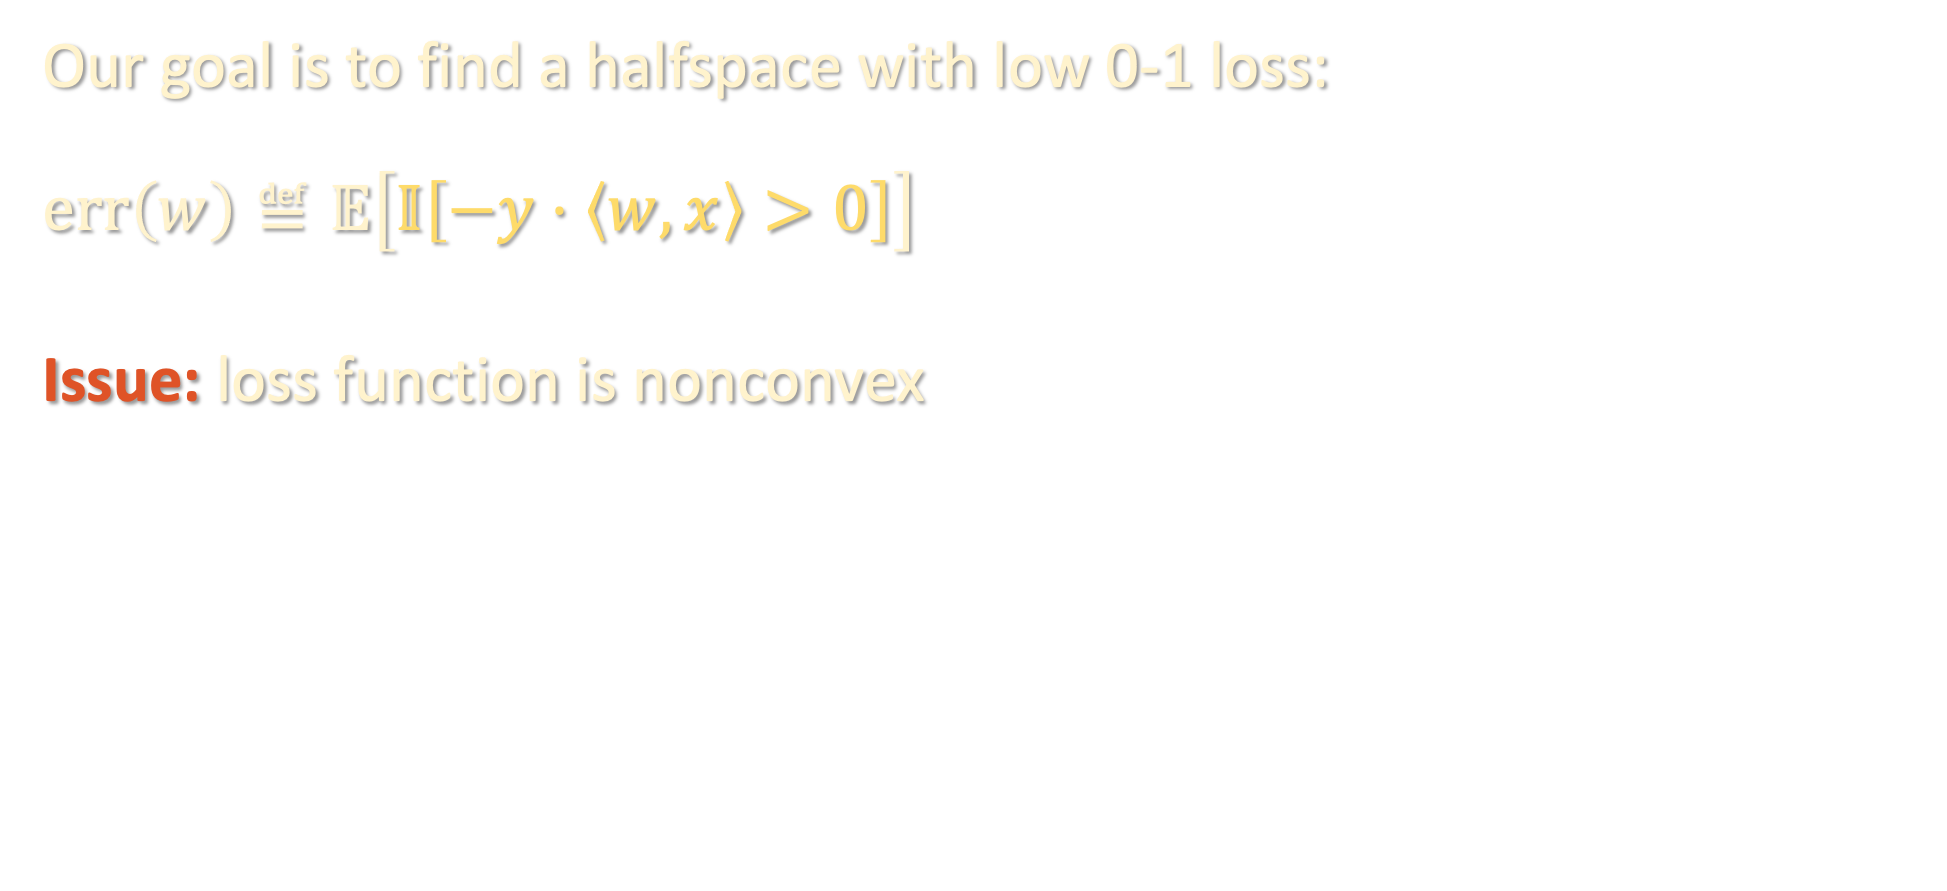 Our goal is to find a halfspace with low 0-1 loss:
err(w) ≝ 𝔼[𝕀[−y · ⟨w, x⟩ > 0]]
Issue: loss function is nonconvex